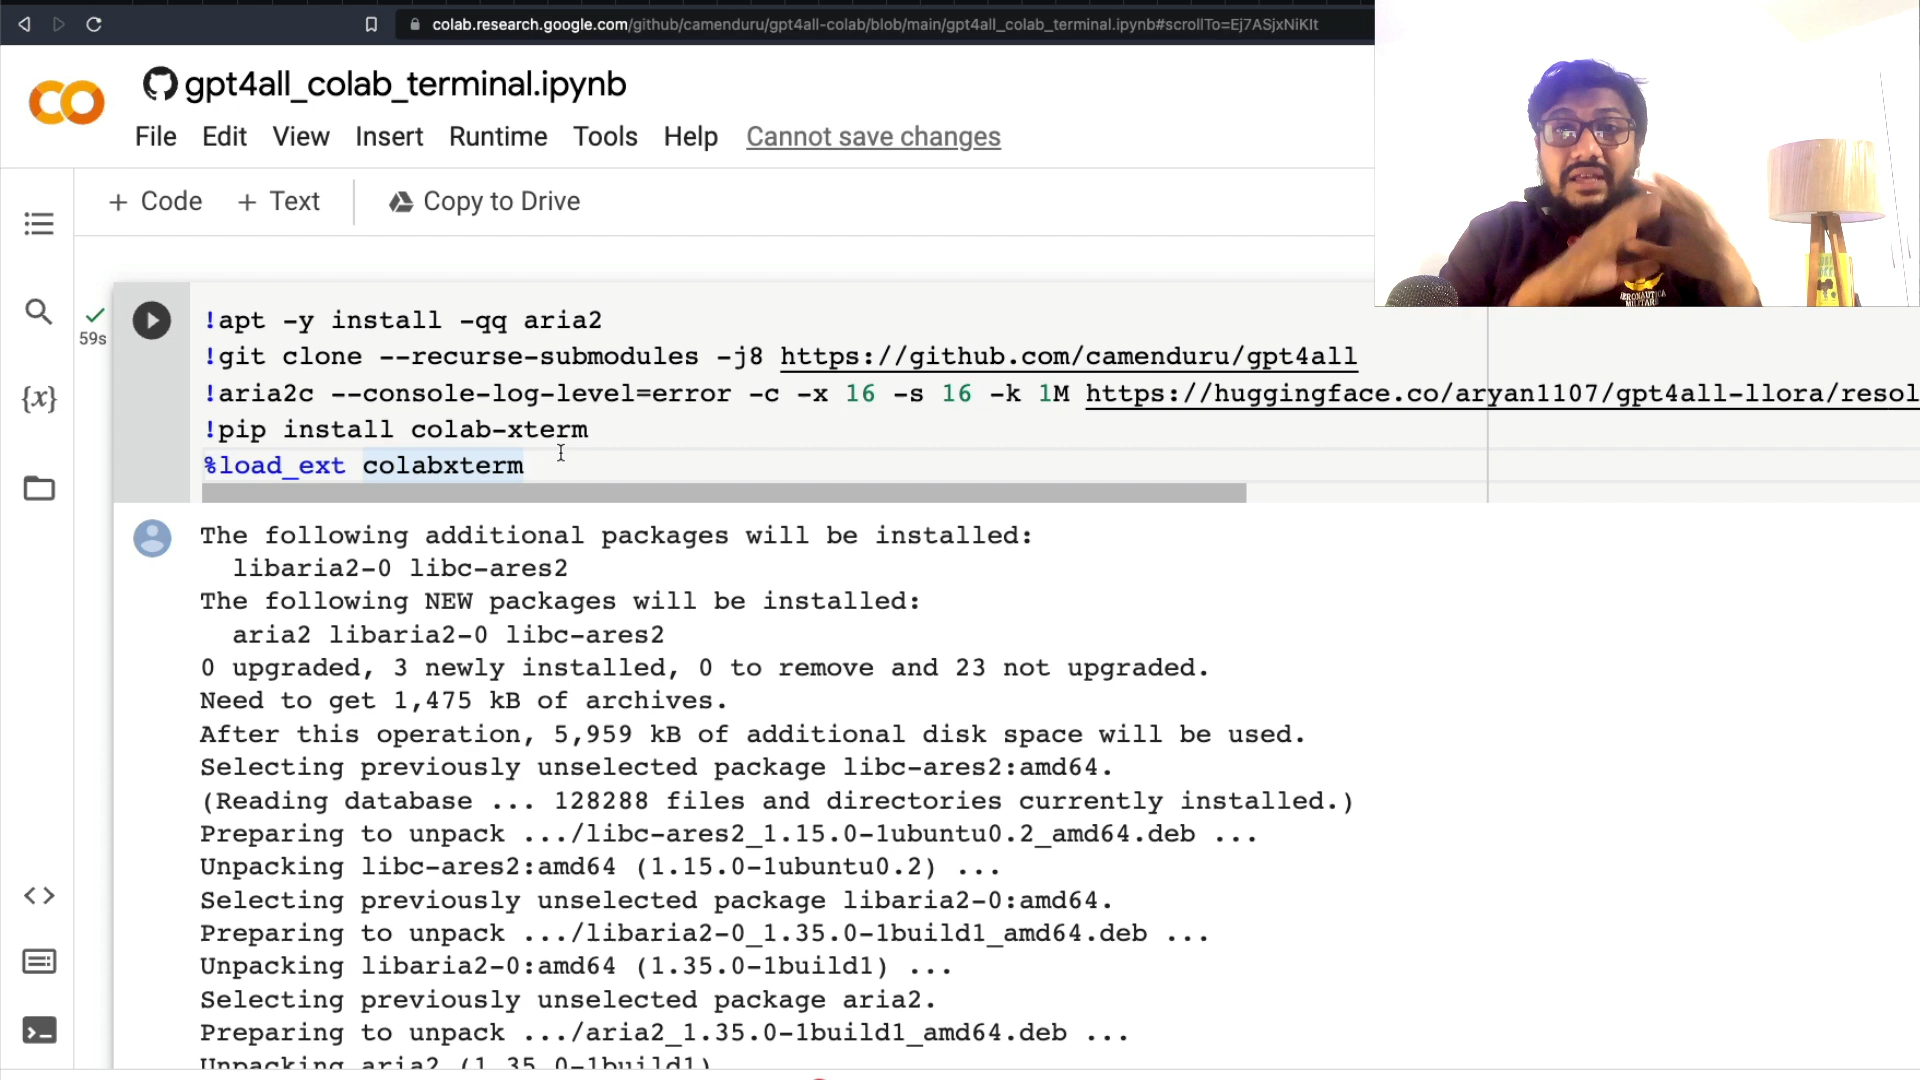 colab.research.google.com/github/camenduru/gpt4all-colab/blob/main/gpt4all_colab_terminal.ipynb#scrollTo=Ej7ASjxNiKIt
gpt4all_colab_terminal.ipynb
File Edit View Insert Runtime Tools Help Cannot save changes
+ Code + Text Copy to Drive
!apt -y install -qq aria2
59s
!git clone --recurse-submodules -j8 https://github.com/camenduru/gpt4all
!aria2c --console-log-level=error -c -x 16 -s 16 -k 1M https://huggingface.co/aryan1107/gpt4all-llora/resol
!pip install colab-xterm
%load_ext colabxterm
The following additional packages will be installed:
libaria2-0 libc-ares2
The following NEW packages will be installed:
aria2 libaria2-0 libc-ares2
0 upgraded, 3 newly installed, 0 to remove and 23 not upgraded.
Need to get 1,475 kB of archives.
After this operation, 5,959 kB of additional disk space will be used.
Selecting previously unselected package libc-ares2:amd64.
(Reading database ... 128288 files and directories currently installed.)
Preparing to unpack .../libc-ares2_1.15.0-1ubuntu0.2_amd64.deb ...
Unpacking libc-ares2:amd64 (1.15.0-1ubuntu0.2) ...
Selecting previously unselected package libaria2-0:amd64.
Preparing to unpack .../libaria2-0_1.35.0-1build1_amd64.deb ...
Unpacking libaria2-0:amd64 (1.35.0-1build1) ...
Selecting previously unselected package aria2.
Preparing to unpack .../aria2_1.35.0-1build1_amd64.deb ...
Unpacking aria2 (1.35.0-1build1)
AERONAUTICA
MILITARE